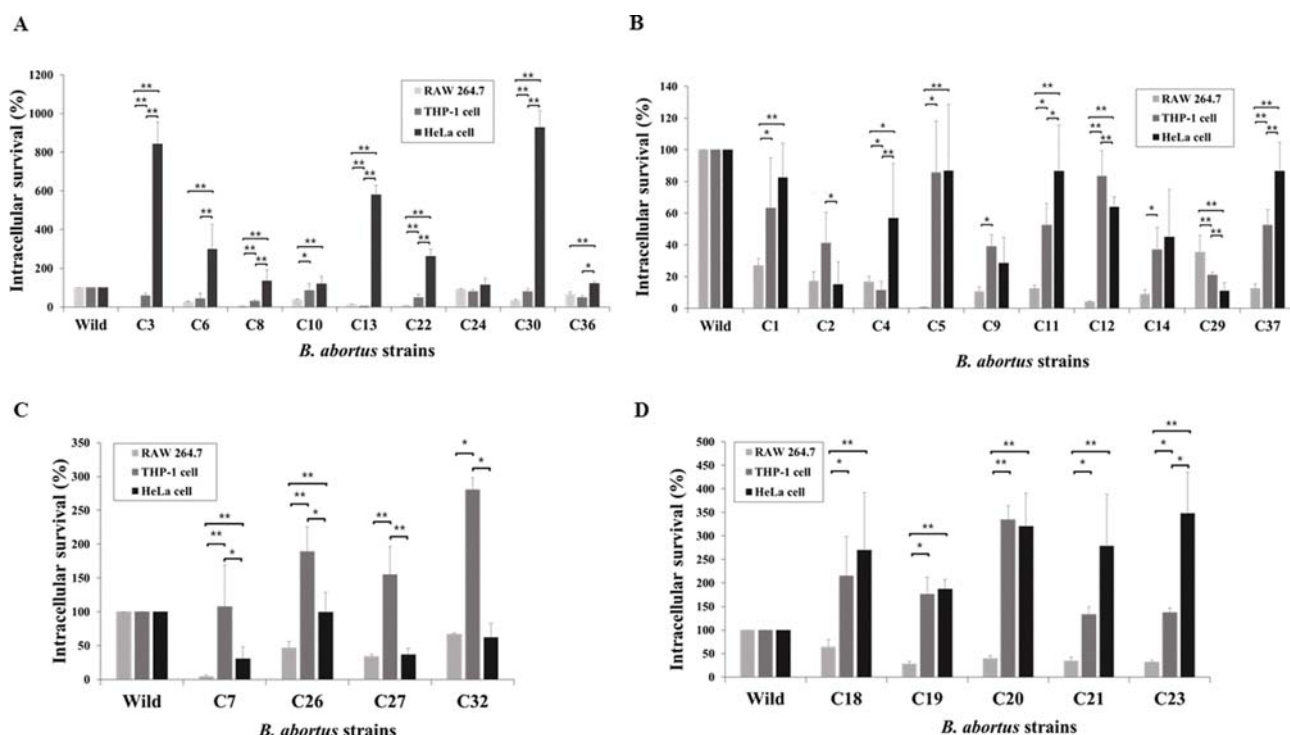 A
Intracellular survival (%)
1200
1000
800
600
400
200
0
RAW 264.7
THP-1 cell
HeLa cell
** ** ** ** ** ** ** ** ** * ** ** ** ** ** ** ** ** ** ** ** *
Wild C3 C6 C8 C10 C13 C22 C24 C30 C36
B. abortus strains
B
Intracellular survival (%)
140
120
100
80
60
40
20
0
RAW 264.7
THP-1 cell
HeLa cell
** * * * * ** ** * * ** * * ** ** ** * ** ** ** ** ** **
Wild C1 C2 C4 C5 C9 C11 C12 C14 C29 C37
B. abortus strains
C
Intracellular survival (%)
350
300
250
200
150
100
50
0
RAW 264.7
THP-1 cell
HeLa cell
** ** * ** ** * ** ** * *
Wild C7 C26 C27 C32
B. abortus strains
D
Intracellular survival (%)
500
450
400
350
300
250
200
150
100
50
0
RAW 264.7
THP-1 cell
HeLa cell
** * ** * ** ** ** * ** * *
Wild C18 C19 C20 C21 C23
B. abortus strains